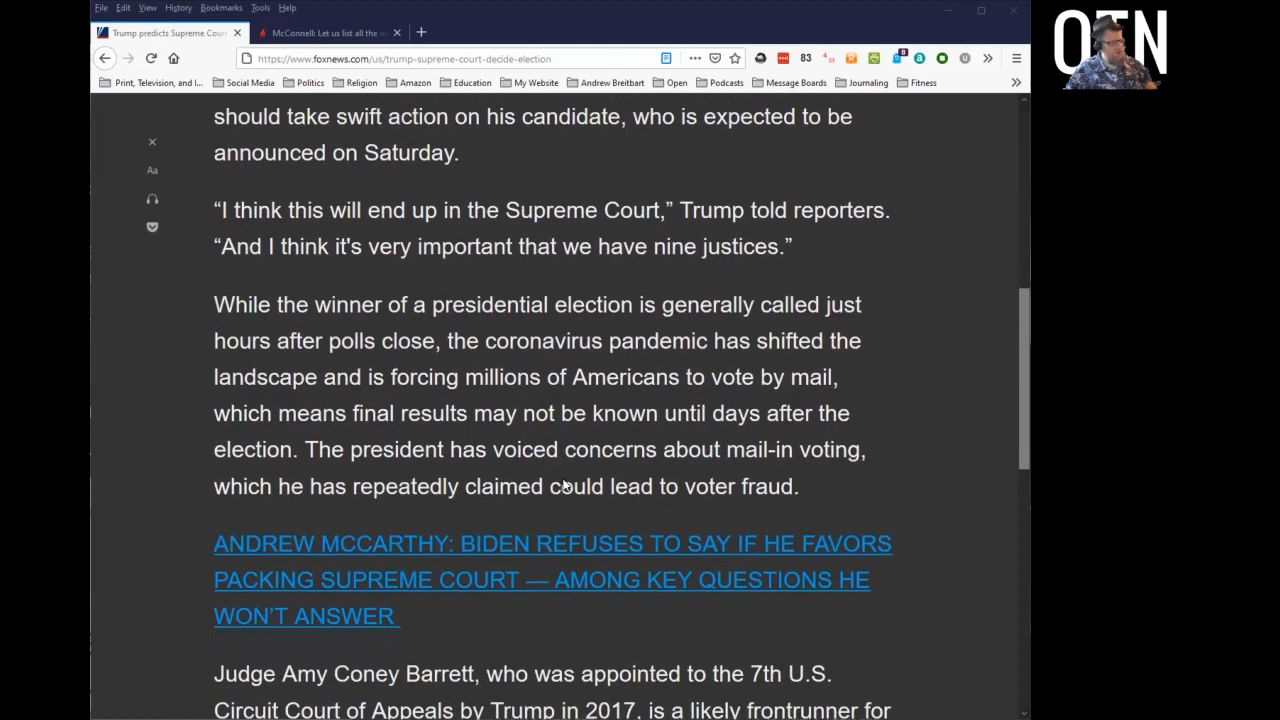 File Edit View History Bookmarks Tools Help
Trump predicts Supreme Cour McConnell: Let us list all the
https://www.foxnews.com/us/trump-supreme-court-decide-election 83 8
Print, Television, and I... Social Media Politics Religion Amazon Education My Website Andrew Breitbart Open Podcasts Message Boards Journaling Fitness
OTN
should take swift action on his candidate, who is expected to be
announced on Saturday.
Aa
“I think this will end up in the Supreme Court,” Trump told reporters.
“And I think it's very important that we have nine justices.”
While the winner of a presidential election is generally called just
hours after polls close, the coronavirus pandemic has shifted the
landscape and is forcing millions of Americans to vote by mail,
which means final results may not be known until days after the
election. The president has voiced concerns about mail-in voting,
which he has repeatedly claimed could lead to voter fraud.
ANDREW MCCARTHY: BIDEN REFUSES TO SAY IF HE FAVORS
PACKING SUPREME COURT — AMONG KEY QUESTIONS HE
WON’T ANSWER
Judge Amy Coney Barrett, who was appointed to the 7th U.S.
Circuit Court of Appeals by Trump in 2017, is a likely frontrunner for